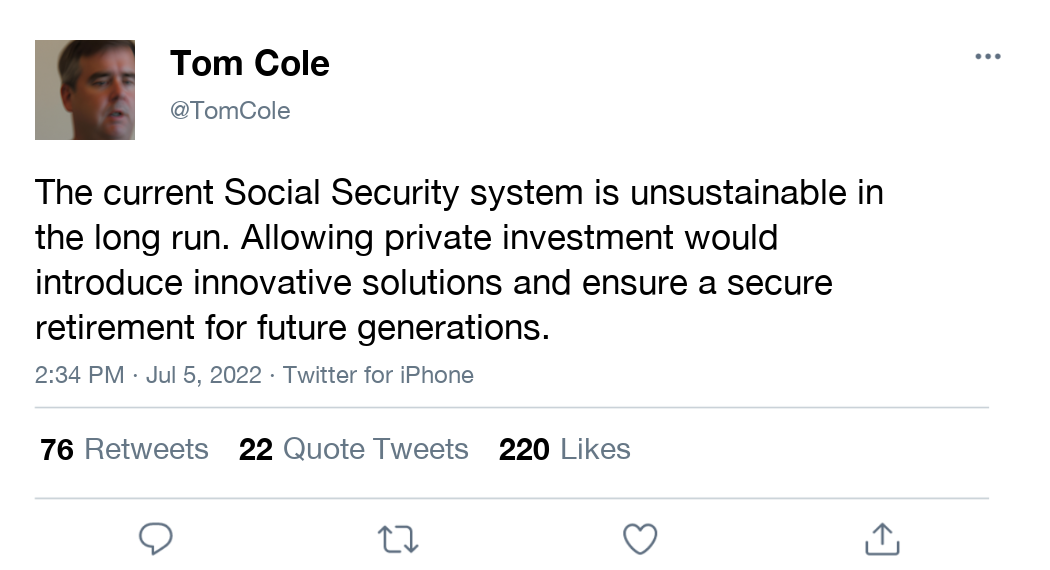 Tom Cole
@TomCole
The current Social Security system is unsustainable in
the long run. Allowing private investment would
introduce innovative solutions and ensure a secure
retirement for future generations.
2:34 PM · Jul 5, 2022 · Twitter for iPhone
76 Retweets 22 Quote Tweets 220 Likes